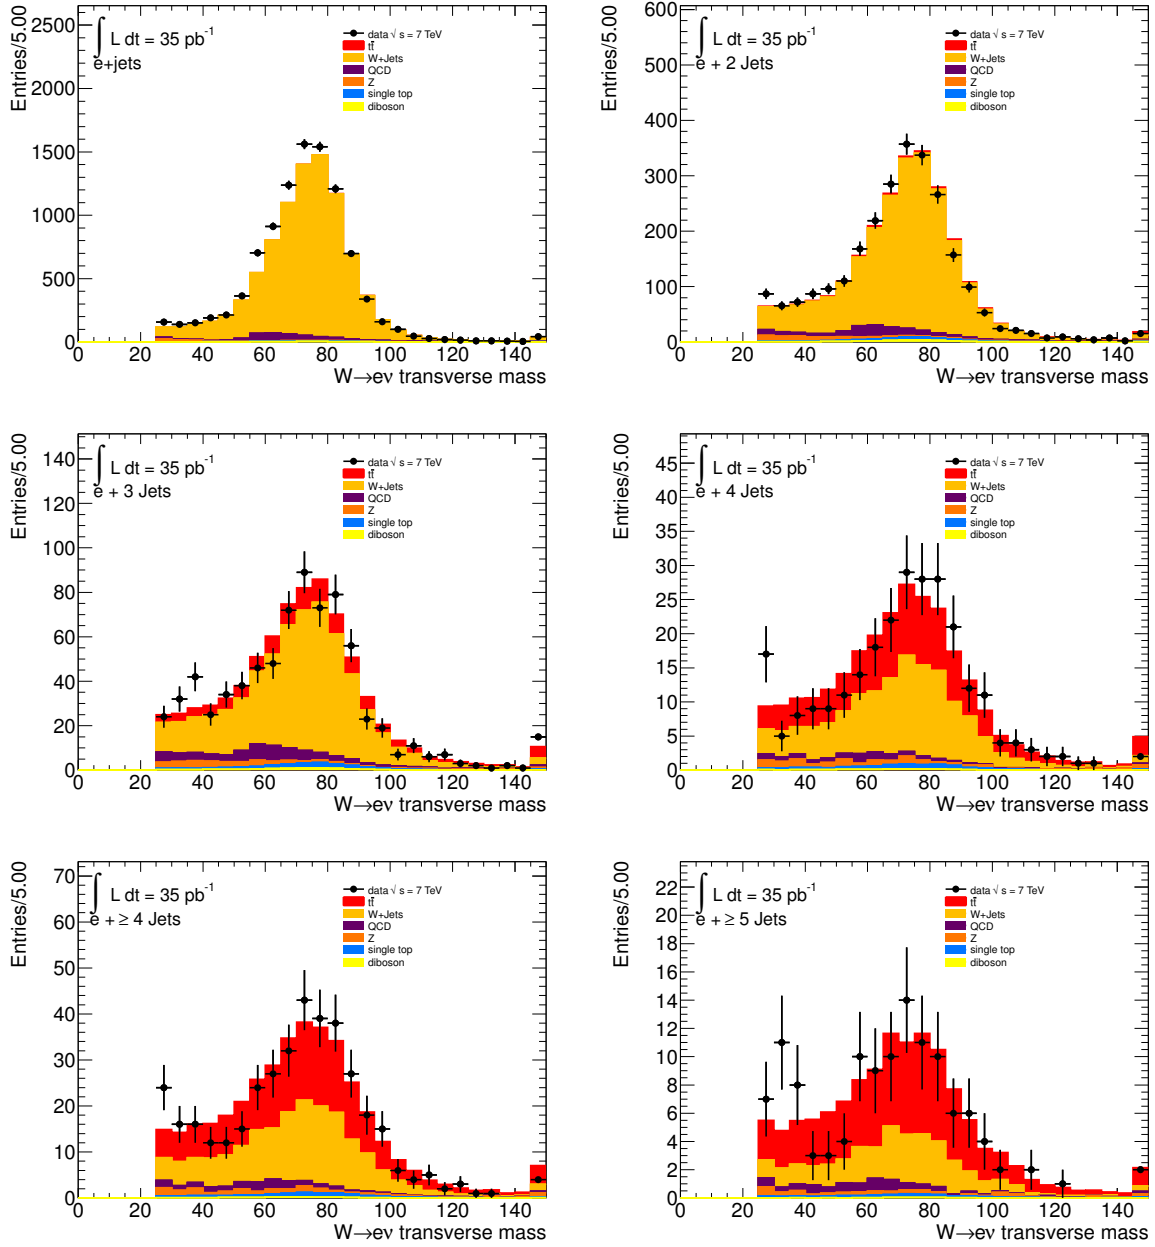 Entries/5.00
2500
2000
1500
1000
500
0
∫ L dt = 35 pb⁻¹
e+jets
data √ s = 7 TeV
tt̄
W+Jets
QCD
Z
single top
diboson
0 20 40 60 80 100 120 140
W→eν transverse mass
Entries/5.00
600
500
400
300
200
100
0
∫ L dt = 35 pb⁻¹
e + 2 Jets
data √ s = 7 TeV
tt̄
W+Jets
QCD
Z
single top
diboson
0 20 40 60 80 100 120 140
W→eν transverse mass
Entries/5.00
140
120
100
80
60
40
20
0
∫ L dt = 35 pb⁻¹
e + 3 Jets
data √ s = 7 TeV
tt̄
W+Jets
QCD
Z
single top
diboson
0 20 40 60 80 100 120 140
W→eν transverse mass
Entries/5.00
45
40
35
30
25
20
15
10
5
0
∫ L dt = 35 pb⁻¹
e + 4 Jets
data √ s = 7 TeV
tt̄
W+Jets
QCD
Z
single top
diboson
0 20 40 60 80 100 120 140
W→eν transverse mass
Entries/5.00
70
60
50
40
30
20
10
0
∫ L dt = 35 pb⁻¹
e + ≥ 4 Jets
data √ s = 7 TeV
tt̄
W+Jets
QCD
Z
single top
diboson
0 20 40 60 80 100 120 140
W→eν transverse mass
Entries/5.00
22
20
18
16
14
12
10
8
6
4
2
0
∫ L dt = 35 pb⁻¹
e + ≥ 5 Jets
data √ s = 7 TeV
tt̄
W+Jets
QCD
Z
single top
diboson
0 20 40 60 80 100 120 140
W→eν transverse mass